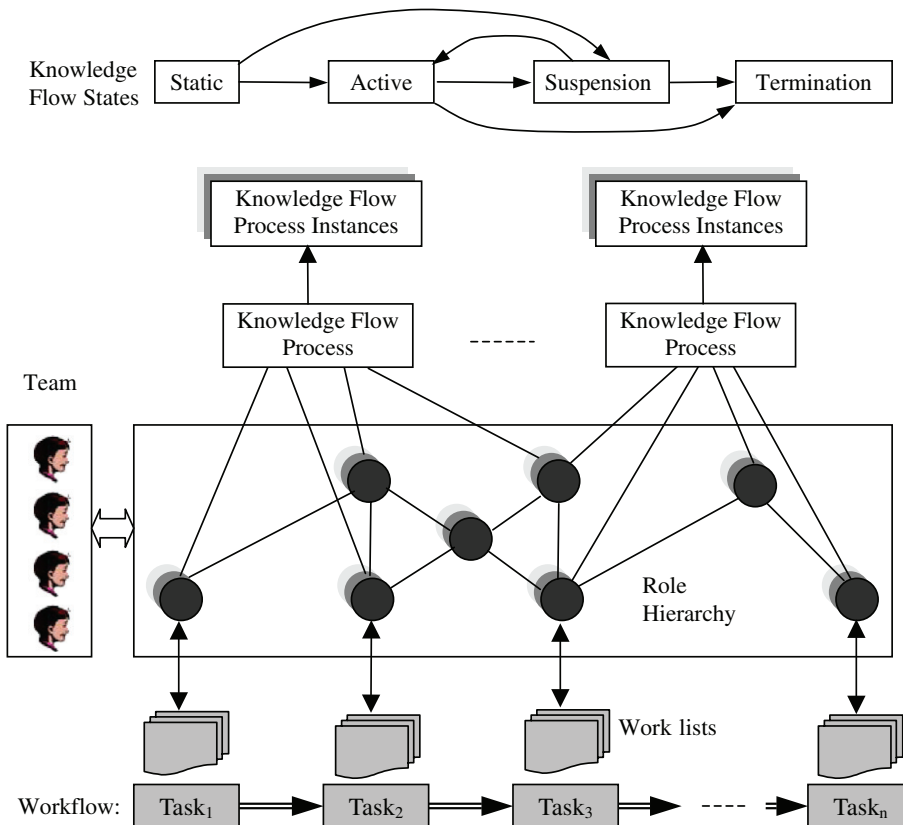 Knowledge
Flow States
Static
Active
Suspension
Termination
Knowledge Flow
Process Instances
Knowledge Flow
Process Instances
Knowledge Flow
Process
Knowledge Flow
Process
Team
Role
Hierarchy
Work lists
Workflow:
Task₁
Task₂
Task₃
Taskₙ